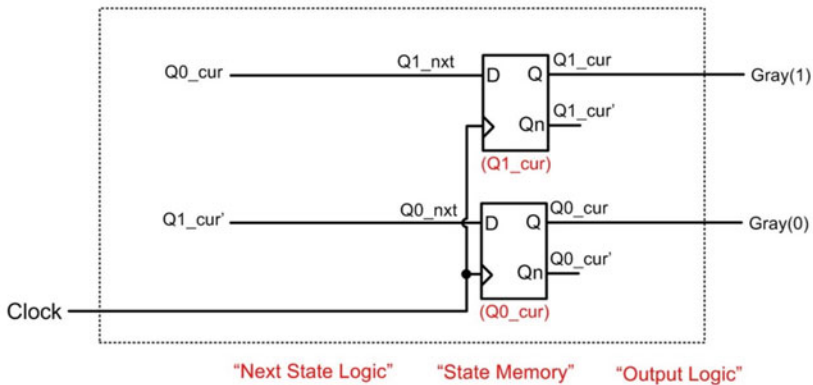 Q0_cur
Q1_nxt
D
Q
Q1_cur
Gray(1)
Qn
Q1_cur'
(Q1_cur)
Q1_cur'
Q0_nxt
D
Q
Q0_cur
Gray(0)
Qn
Q0_cur'
(Q0_cur)
Clock
“Next State Logic” “State Memory” “Output Logic”